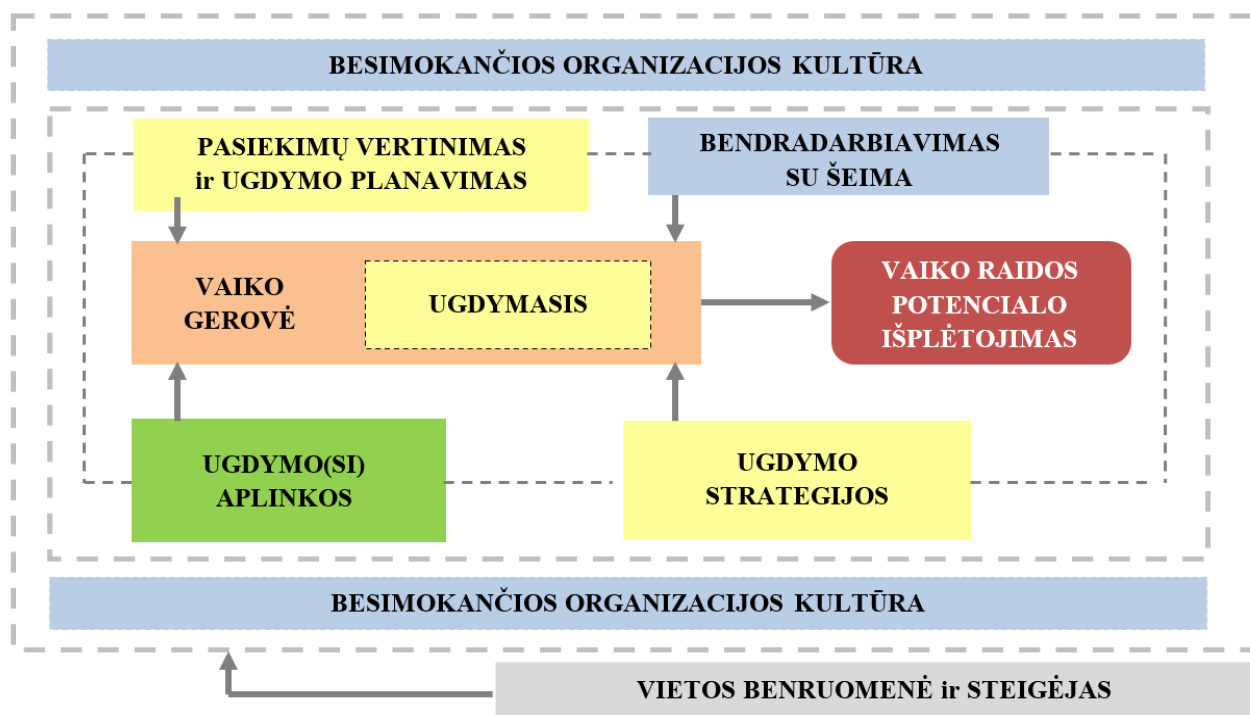 BESIMOKANČIOS ORGANIZACIJOS KULTŪRA
PASIEKIMŲ VERTINIMAS
ir UGDYMO PLANAVIMAS
BENDRADARBIAVIMAS
SU ŠEIMA
VAIKO
GEROVĖ
UGDYMASIS
VAIKO RAIDOS
POTENCIALO
IŠPLĖTOJIMAS
UGDYMO(SI)
APLINKOS
UGDYMO
STRATEGIJOS
BESIMOKANČIOS ORGANIZACIJOS KULTŪRA
VIETOS BENRUOMENĖ ir STEIGĖJAS